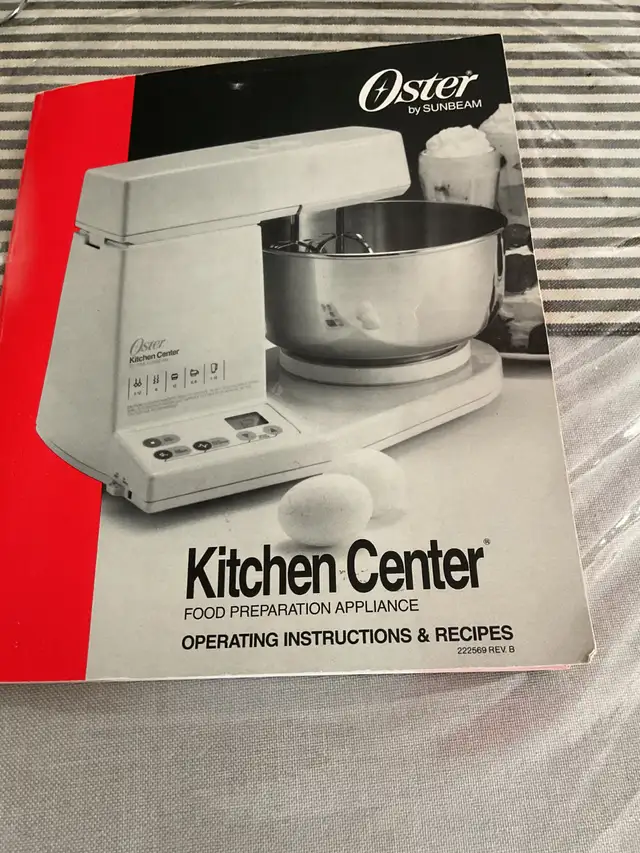 Oster®
by SUNBEAM
Oster
Kitchen Center
Kitchen Center®
FOOD PREPARATION APPLIANCE
OPERATING INSTRUCTIONS & RECIPES
222569 REV. B